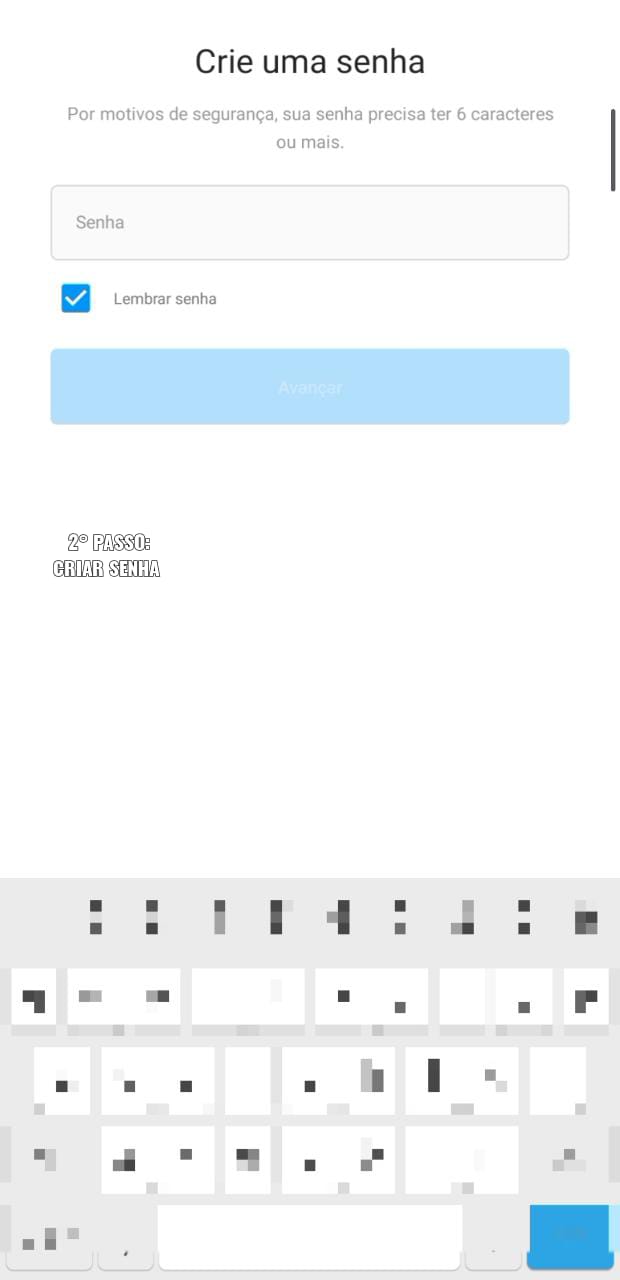 Crie uma senha
Por motivos de segurança, sua senha precisa ter 6 caracteres
ou mais.
Senha
Lembrar senha
Avançar
2° PASSO:
CRIAR SENHA